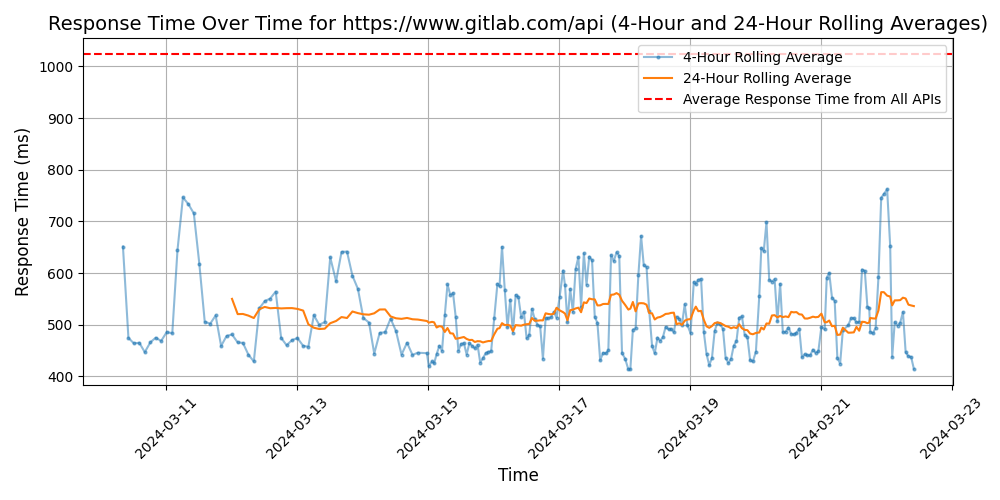 Response Time Over Time for https://www.gitlab.com/api (4-Hour and 24-Hour Rolling Averages)
4-Hour Rolling Average
24-Hour Rolling Average
Average Response Time from All APIs
Response Time (ms)
1000
900
800
700
600
500
400
2024-03-11
2024-03-13
2024-03-15
2024-03-17
2024-03-19
2024-03-21
2024-03-23
Time